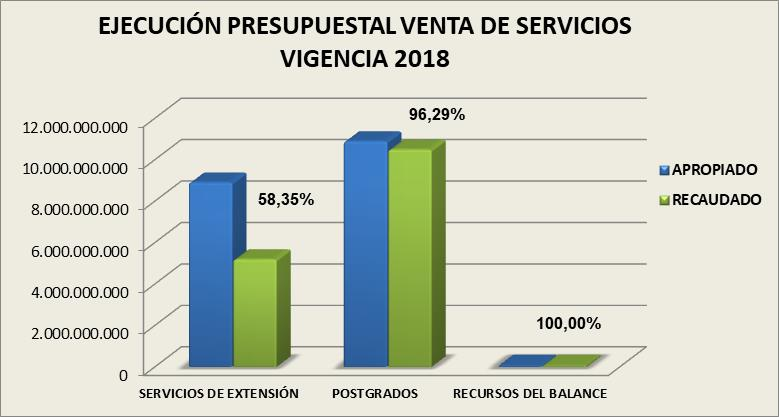 EJECUCIÓN PRESUPUESTAL VENTA DE SERVICIOS
VIGENCIA 2018
12.000.000.000
10.000.000.000
8.000.000.000
6.000.000.000
4.000.000.000
2.000.000.000
0
58,35%
96,29%
100,00%
SERVICIOS DE EXTENSIÓN
POSTGRADOS
RECURSOS DEL BALANCE
APROPIADO
RECAUDADO